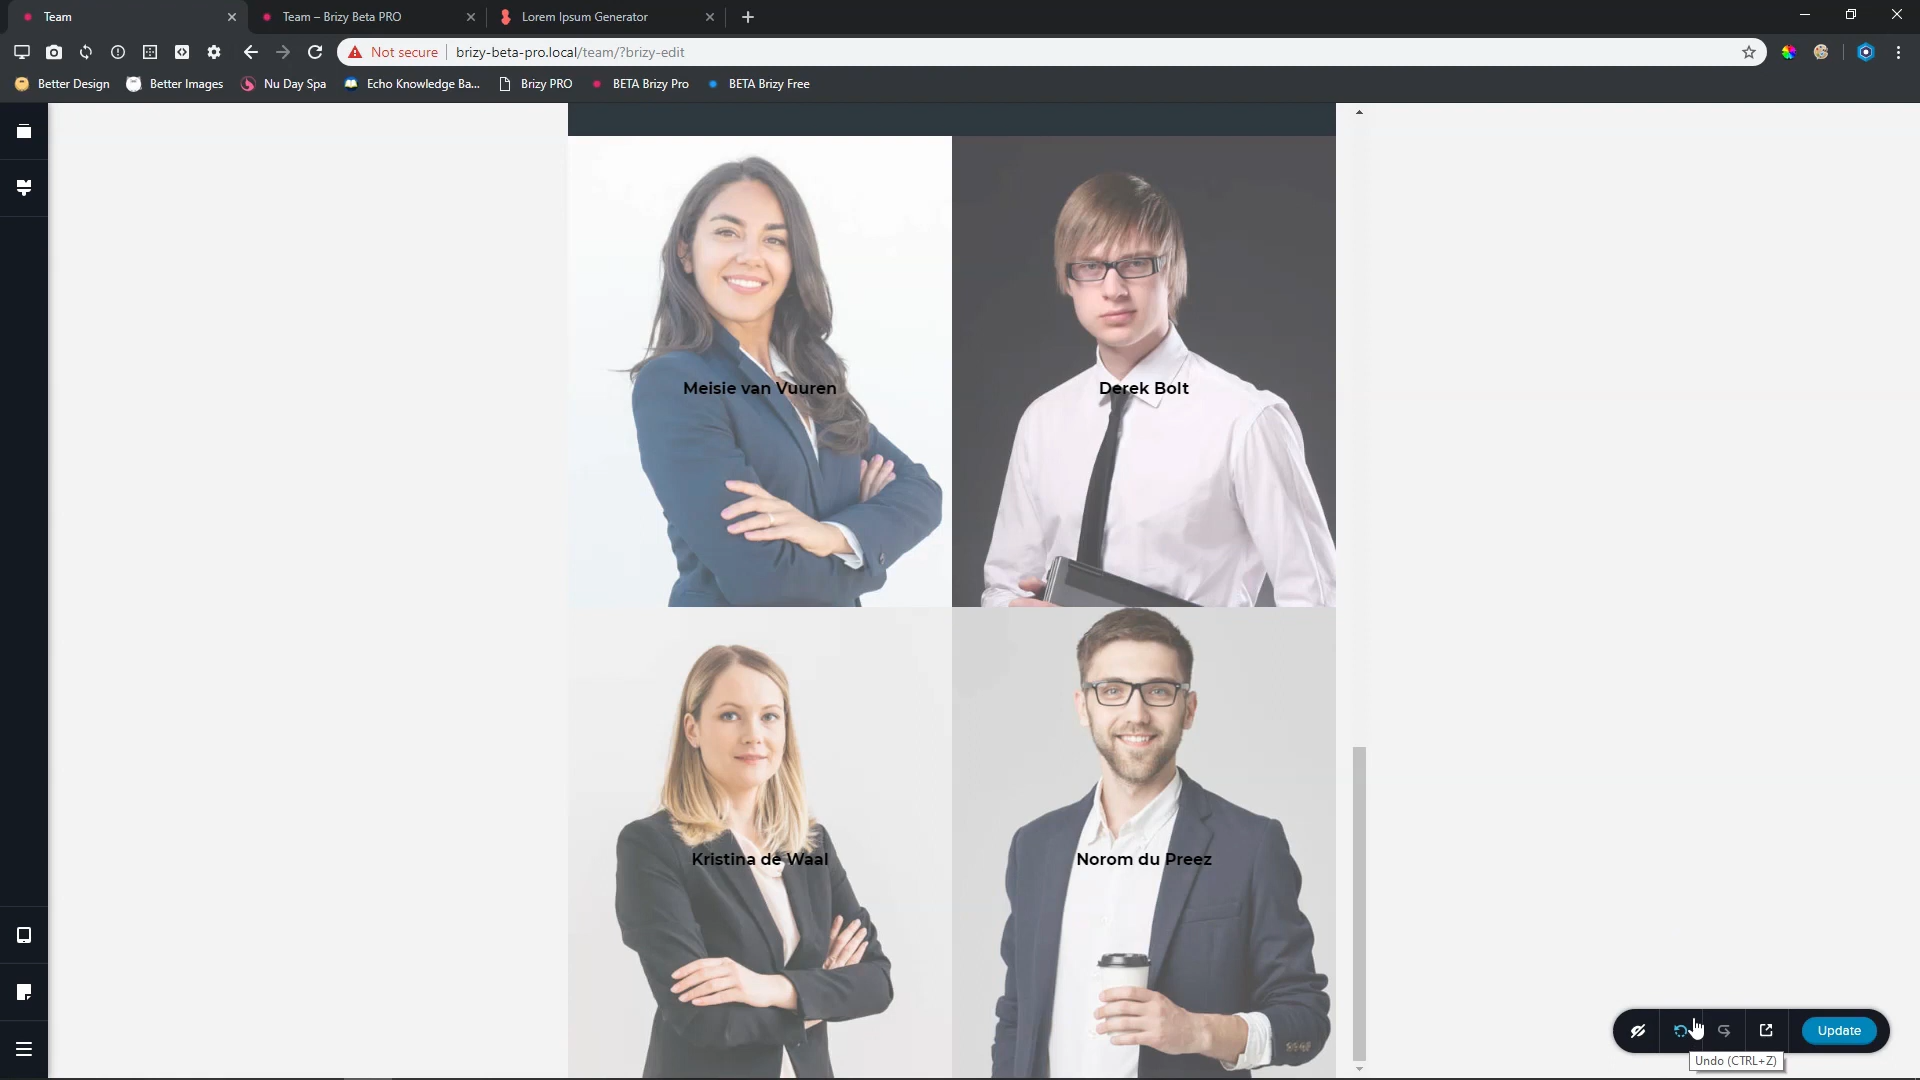 Team
Team – Brizy Beta PRO
Lorem Ipsum Generator
Not secure
brizy-beta-pro.local/team/?brizy-edit
Better Design
Better Images
Nu Day Spa
Echo Knowledge Ba...
Brizy PRO
BETA Brizy Pro
BETA Brizy Free
Meisie van Vuuren
Derek Bolt
Kristina de Waal
Norom du Preez
Update
Undo (CTRL+Z)